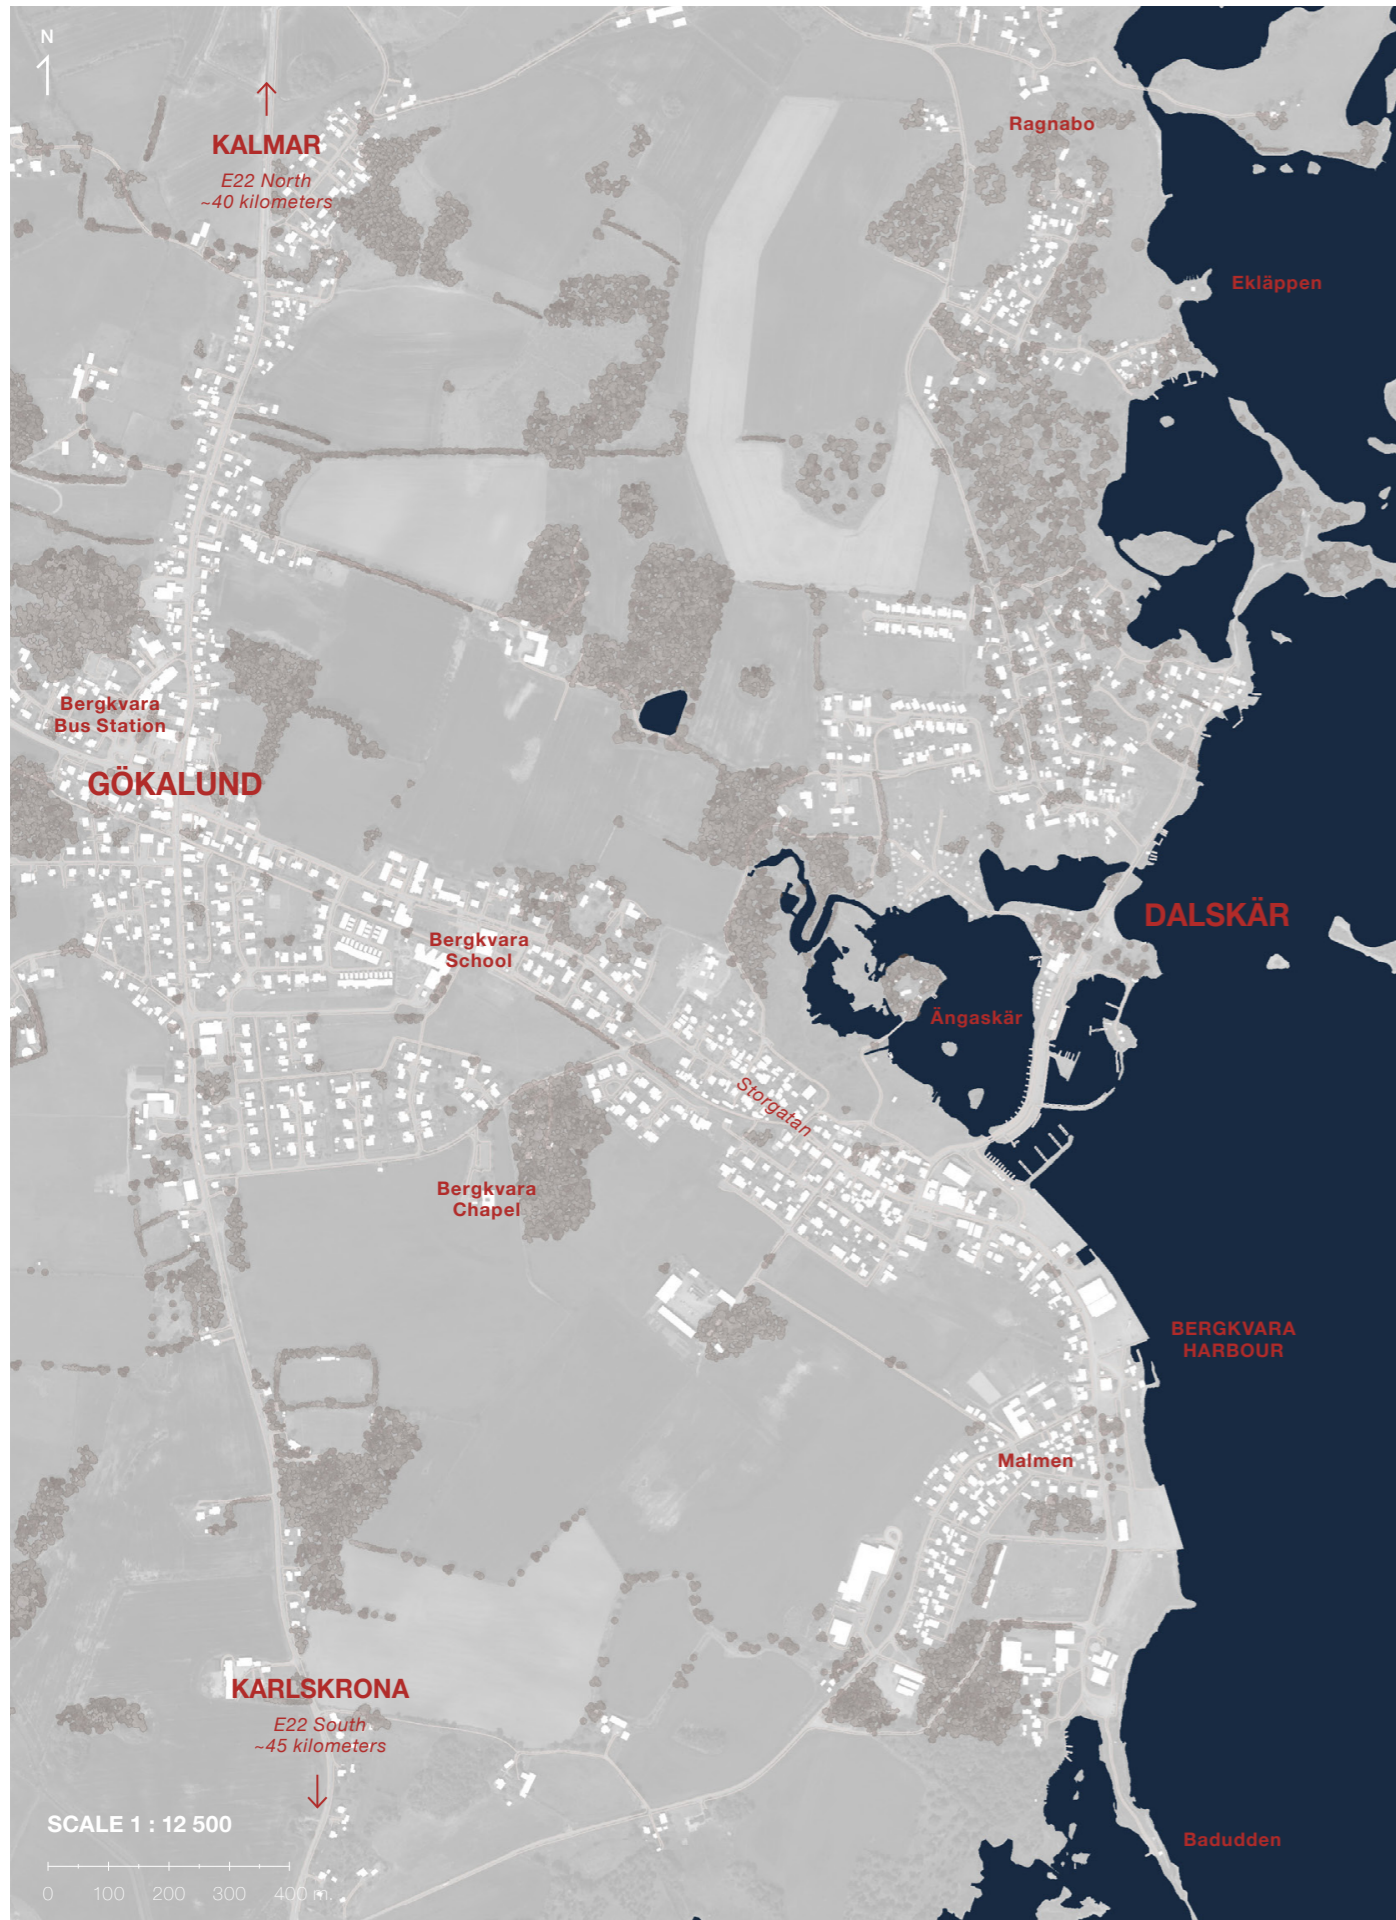 N
KALMAR
E22 North
~40 kilometers
Ragnabo
Ekläppen
Bergkvara
Bus Station
GÖKALUND
DALSKÄR
Bergkvara
School
Ängaskär
Storgatan
Bergkvara
Chapel
BERGKVARA
HARBOUR
Malmen
KARLSKRONA
E22 South
~45 kilometers
SCALE 1 : 12 500
Badudden
0 100 200 300 400 m.